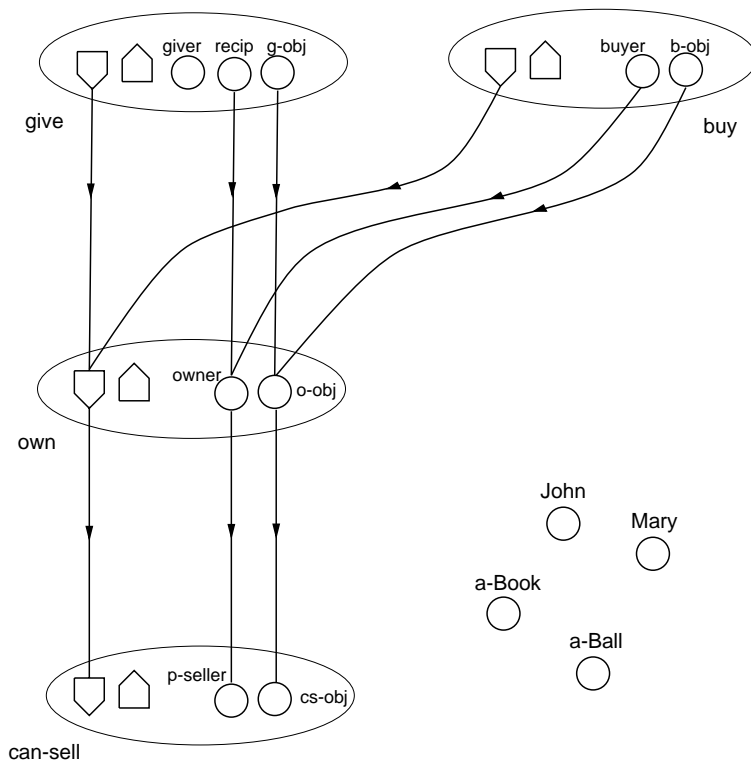 giver recip g-obj
buyer b-obj
give
buy
owner o-obj
own
John
Mary
a-Book
a-Ball
p-seller cs-obj
can-sell